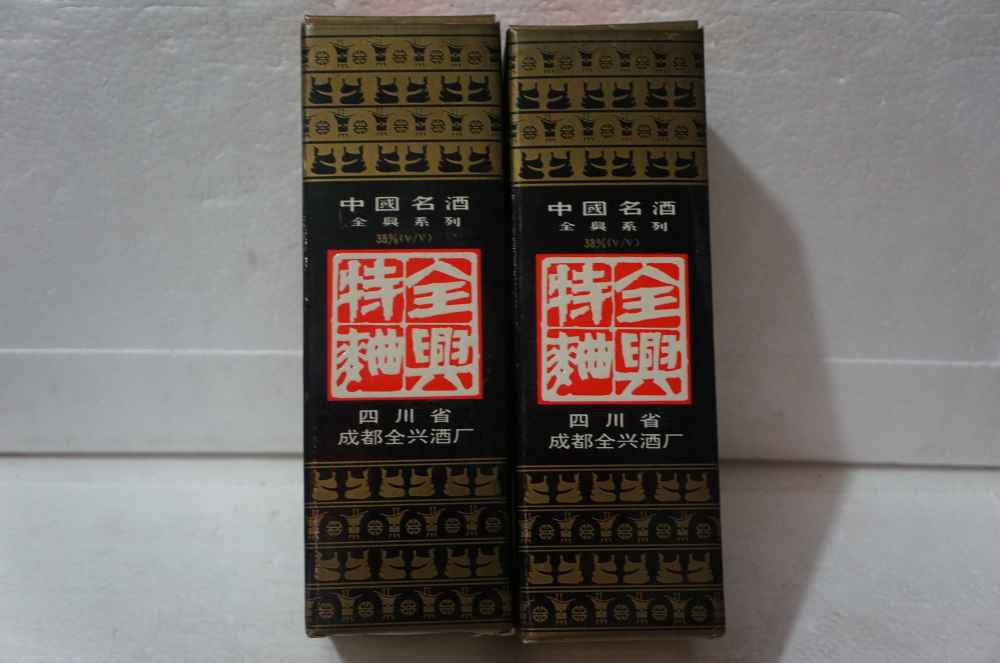 中國名酒
全興系列
38%(V/V)
全興
特麯
四川省
成都全兴酒厂
中國名酒
全興系列
38%(V/V)
全興
特麯
四川省
成都全兴酒厂